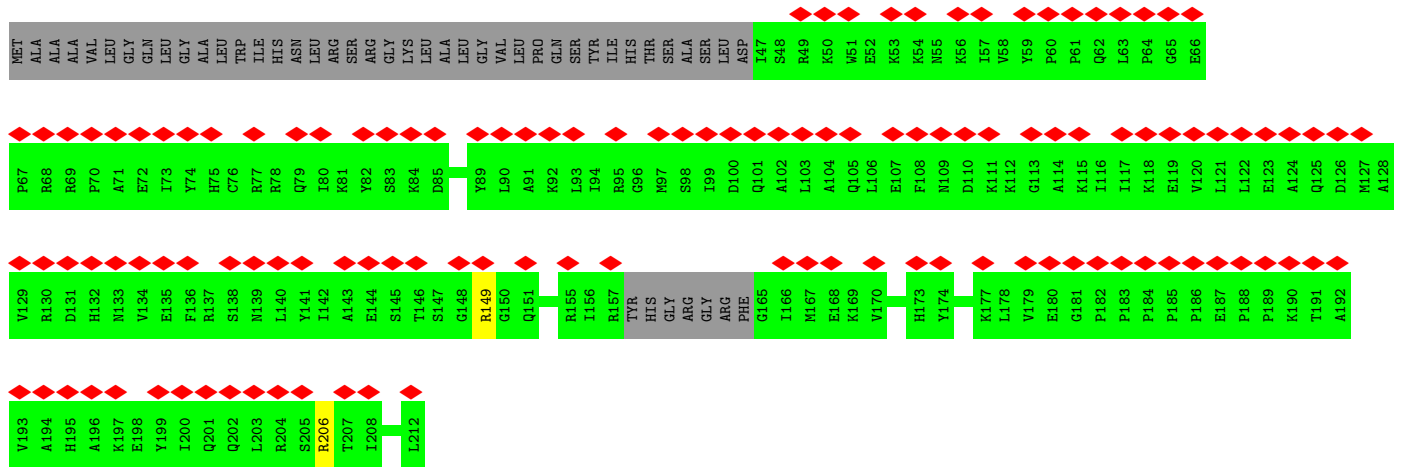 MET ALA ALA ALA VAL LEU GLY GLN LEU GLY ALA LEU TRP ILE HIS ASN LEU ARG SER ARG GLY LYS LEU ALA LEU GLY VAL LEU PRO GLN SER TYR ILE HIS THR SER ALA SER LEU ASP I47 S48 R49 K50 W51 E52 K53 K54 N55 K56 I57 V58 Y59 P60 P61 Q62 L63 P64 G65 E66
P67 R68 R69 P70 A71 E72 I73 Y74 H75 C76 R77 R78 Q79 I80 K81 Y82 S83 K84 D85 Y89 L90 A91 K92 L93 I94 R95 G96 M97 S98 I99 D100 Q101 A102 L103 A104 Q105 L106 E107 F108 N109 D110 K111 K112 G113 A114 K115 I116 I117 K118 E119 V120 L121 L122 E123 A124 Q125 D126 M127 A128
V129 R130 D131 H132 N133 V134 E135 F136 R137 S138 N139 L140 Y141 I142 A143 E144 S145 T146 S147 G148 R149 G150 Q151 R155 I156 R157 TYR HIS GLY ARG GLY ARG PHE G165 I166 M167 E168 K169 V170 H173 Y174 K177 L178 V179 E180 G181 P182 P183 P184 P185 P186 E187 P188 P189 K190 T191 A192
V193 A194 H195 A196 K197 E198 Y199 I200 Q201 Q202 L203 R204 S205 R206 T207 I208 L212